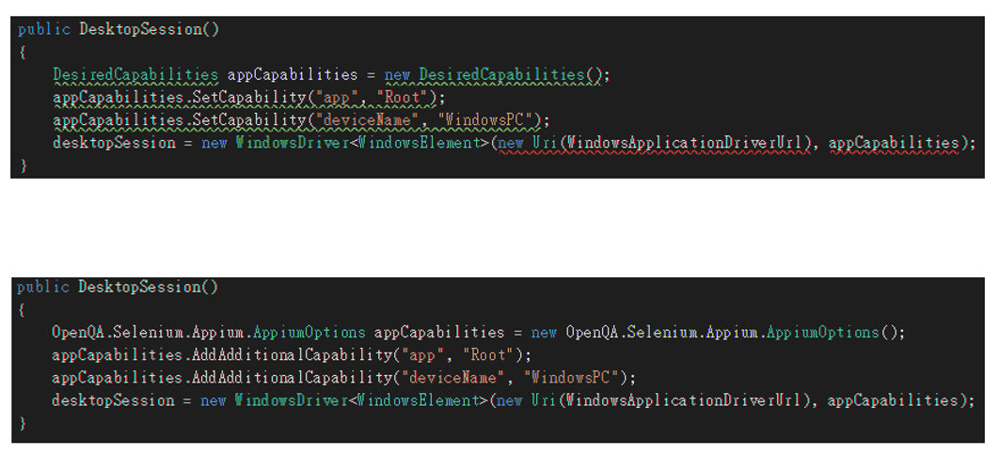 public DesktopSession()
{
DesiredCapabilities appCapabilities = new DesiredCapabilities();
appCapabilities.SetCapability("app", "Root");
appCapabilities.SetCapability("deviceName", "WindowsPC");
desktopSession = new WindowsDriver<WindowsElement>(new Uri(WindowsApplicationDriverUrl), appCapabilities);
}
public DesktopSession()
{
OpenQA.Selenium.Appium.AppiumOptions appCapabilities = new OpenQA.Selenium.Appium.AppiumOptions();
appCapabilities.AddAdditionalCapability("app", "Root");
appCapabilities.AddAdditionalCapability("deviceName", "WindowsPC");
desktopSession = new WindowsDriver<WindowsElement>(new Uri(WindowsApplicationDriverUrl), appCapabilities);
}